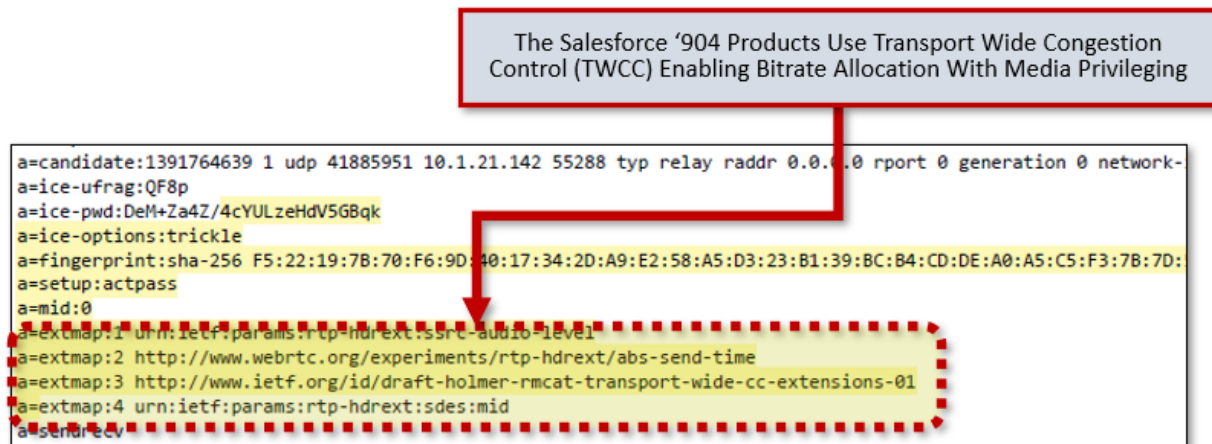 The Salesforce ‘904 Products Use Transport Wide Congestion
Control (TWCC) Enabling Bitrate Allocation With Media Privileging
a=candidate:1391764639 1 udp 41885951 10.1.21.142 55288 typ relay raddr 0.0.0.0 rport 0 generation 0 network-
a=ice-ufrag:QF8p
a=ice-pwd:DeM+Za4Z/4cYULzeHdV5GBqk
a=ice-options:trickle
a=fingerprint:sha-256 F5:22:19:7B:70:F6:9D:40:17:34:2D:A9:E2:58:A5:D3:23:B1:39:BC:B4:CD:DE:A0:A5:C5:F3:7B:7D:
a=setup:actpass
a=mid:0
a=extmap:1 urn:ietf:params:rtp-hdrext:ssrc-audio-level
a=extmap:2 http://www.webrtc.org/experiments/rtp-hdrext/abs-send-time
a=extmap:3 http://www.ietf.org/id/draft-holmer-rmcat-transport-wide-cc-extensions-01
a=extmap:4 urn:ietf:params:rtp-hdrext:sdes:mid
a=sendrecv